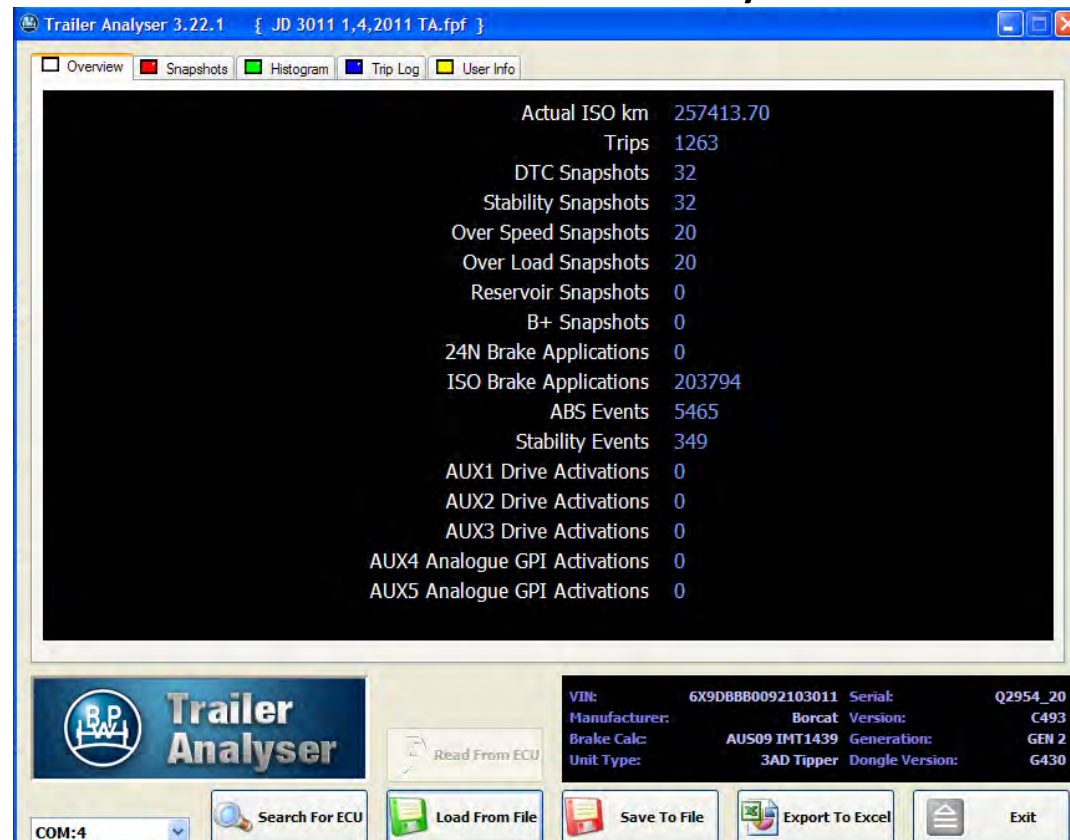 Trailer Analyser 3.22.1 { JD 3011 1,4,2011 TA.fpf }
Overview Snapshots Histogram Trip Log User Info
Actual ISO km 257413.70
Trips 1263
DTC Snapshots 32
Stability Snapshots 32
Over Speed Snapshots 20
Over Load Snapshots 20
Reservoir Snapshots 0
B+ Snapshots 0
24N Brake Applications 0
ISO Brake Applications 203794
ABS Events 5465
Stability Events 349
AUX1 Drive Activations 0
AUX2 Drive Activations 0
AUX3 Drive Activations 0
AUX4 Analogue GPI Activations 0
AUX5 Analogue GPI Activations 0
BPW
Trailer
Analyser
Read From ECU
VIN: 6X9DBBB0092103011 Serial: Q2954_20
Manufacturer: Borcat Version: C493
Brake Calc: AUS09 IMT1439 Generation: GEN 2
Unit Type: 3AD Tipper Dongle Version: G430
COM:4 Search For ECU Load From File Save To File Export To Excel Exit